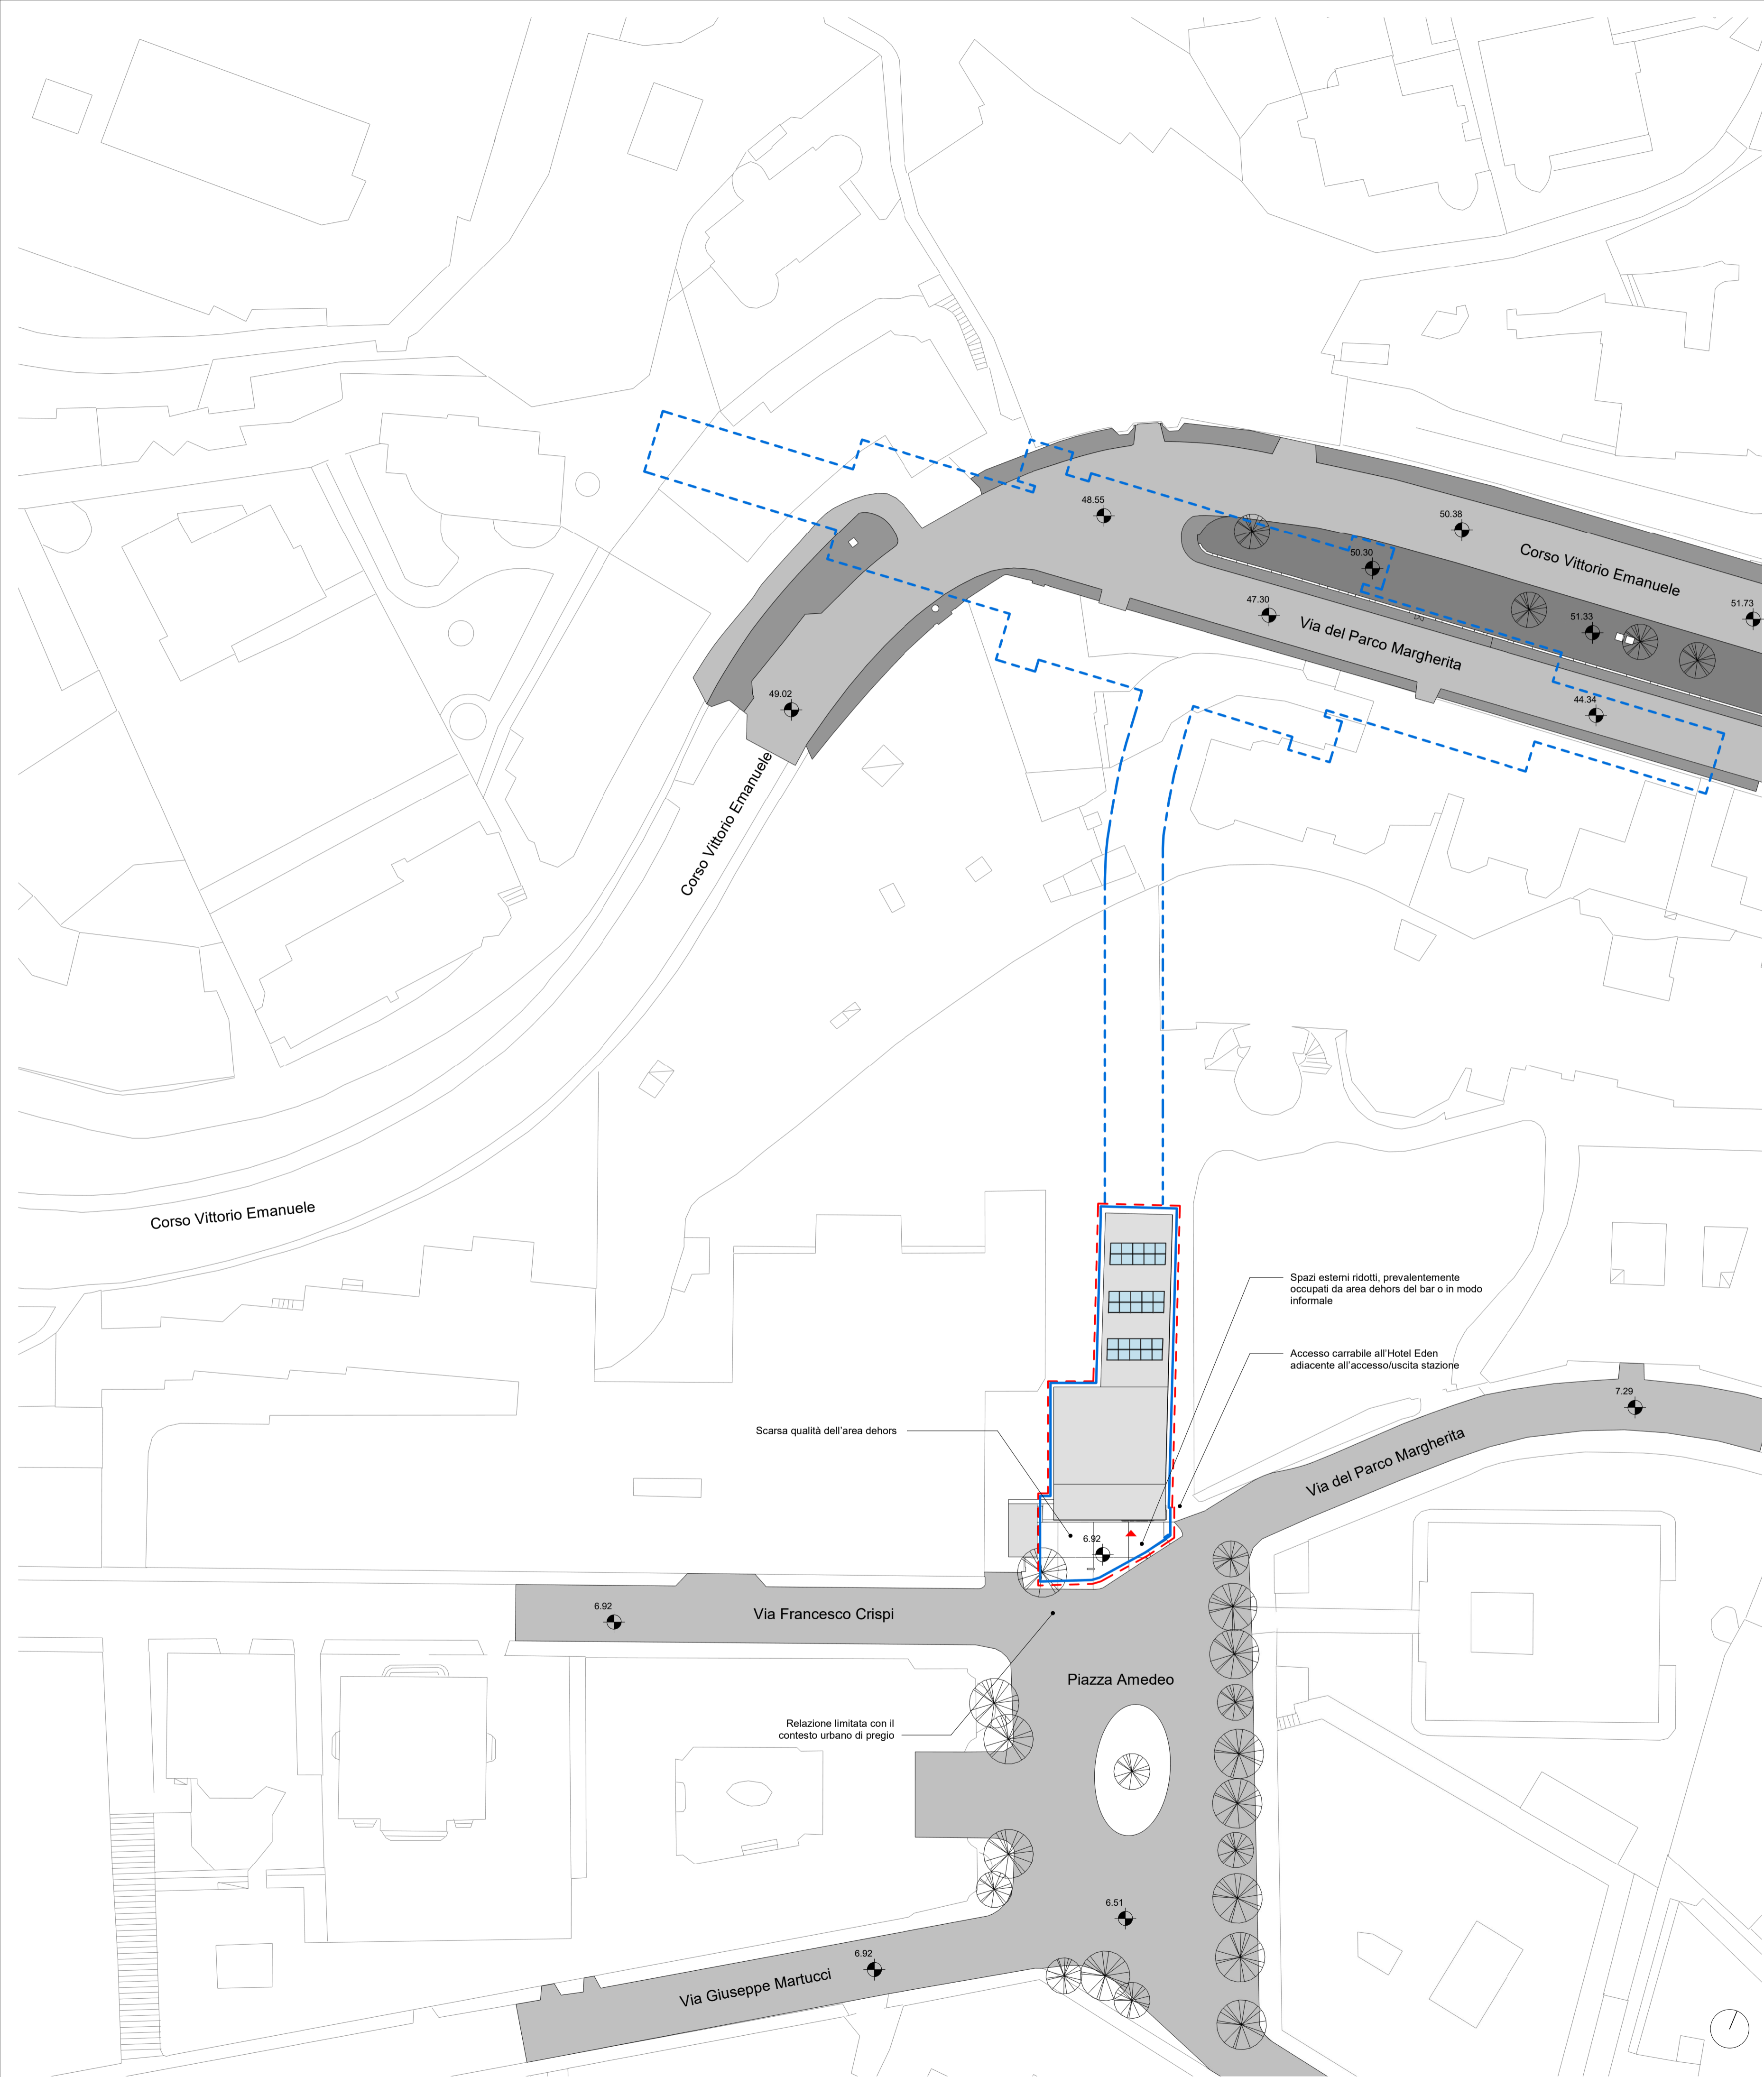 48.55
50.38
Corso Vittorio Emanuele
50.30
47.30
51.73
51.33
Via del Parco Margherita
49.02
44.34
Corso Vittorio Emanuele
Corso Vittorio Emanuele
Spazi esterni ridotti, prevalentemente
occupati da area dehors del bar o in modo
informale
Accesso carrabile all'Hotel Eden
adiacente all'accesso/uscita stazione
7.29
Scarsa qualità dell'area dehors
Via del Parco Margherita
6.92
6.92
Via Francesco Crispi
Piazza Amedeo
Relazione limitata con il
contesto urbano di pregio
6.51
6.92
Via Giuseppe Martucci